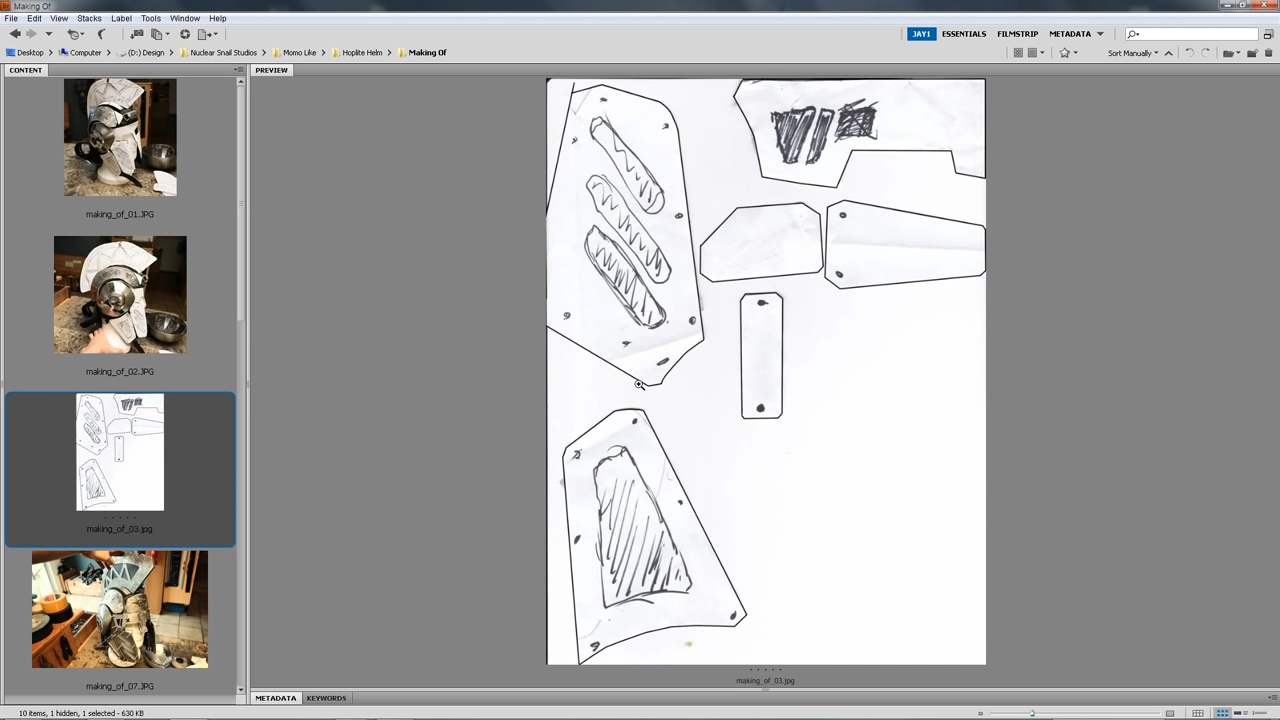 Br Making Of
File Edit View Stacks Label Tools Window Help
JAY1 ESSENTIALS FILMSTRIP METADATA
Desktop Computer (D:) Design Nuclear Snail Studios Momo Like Hoplite Helm Making Of
Sort Manually
CONTENT
PREVIEW
making_of_01.JPG
making_of_02.JPG
making_of_03.jpg
making_of_07.JPG
making_of_03.jpg
METADATA KEYWORDS
10 items, 1 hidden, 1 selected - 630 KB